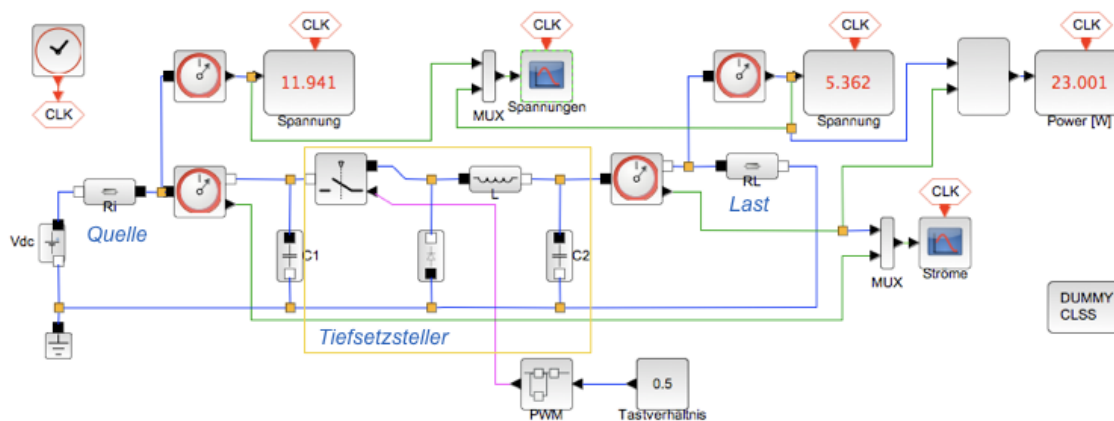 CLK
CLK
CLK
CLK
CLK
11.941
Spannung
MUX
Spannungen
5.362
Spannung
23.001
Power [W]
Ri
Quelle
Vdc
C1
L
C2
RL
Last
CLK
MUX
Ströme
Tiefsetzsteller
DUMMY
CLSS
PWM
0.5
Tastverhältnis